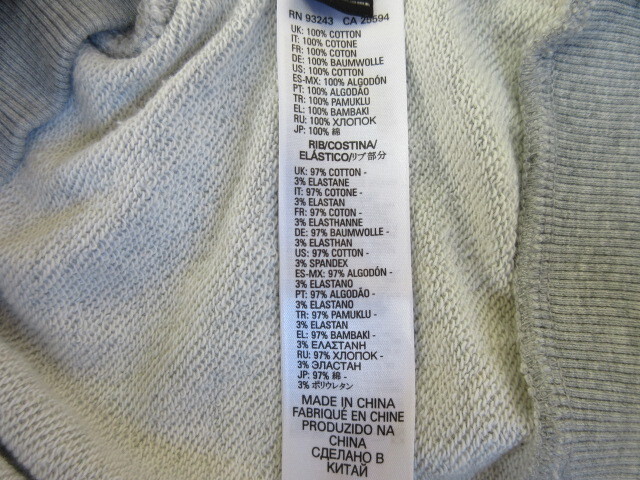 RN 93243 CA 25594
UK: 100% COTTON
IT: 100% COTONE
FR: 100% COTON
DE: 100% BAUMWOLLE
US: 100% COTTON
ES-MX: 100% ALGODÓN
PT: 100% ALGODÃO
TR: 100% PAMUKLU
EL: 100% BAMBAKI
RU: 100% ХЛОПОК
JP: 100% 綿
RIB/COSTINA/
ELÁSTICO/リブ部分
UK: 97% COTTON -
3% ELASTANE
IT: 97% COTONE -
3% ELASTAN
FR: 97% COTON -
3% ELASTHANNE
DE: 97% BAUMWOLLE -
3% ELASTHAN
US: 97% COTTON -
3% SPANDEX
ES-MX: 97% ALGODÓN -
3% ELASTANO
PT: 97% ALGODÃO -
3% ELASTANO
TR: 97% PAMUKLU -
3% ELASTAN
EL: 97% BAMBAKI -
3% ΕΛΑΣΤΑΝΗ
RU: 97% ХЛОПОК -
3% ЭЛАСТАН
JP: 97% 綿 -
3% ポリウレタン
MADE IN CHINA
FABRIQUÉ EN CHINE
PRODUZIDO NA
CHINA
СДЕЛАНО В
КИТАЙ